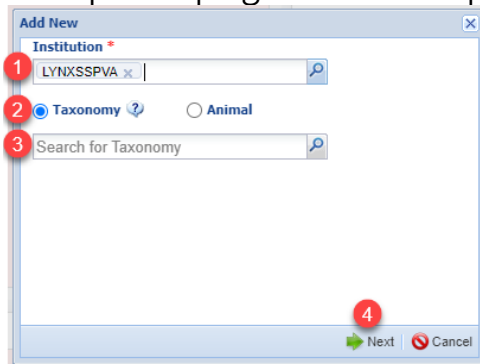 Add New
Institution *
1 LYNXSSPVA x
2 Taxonomy ? Animal
3 Search for Taxonomy
4
Next Cancel